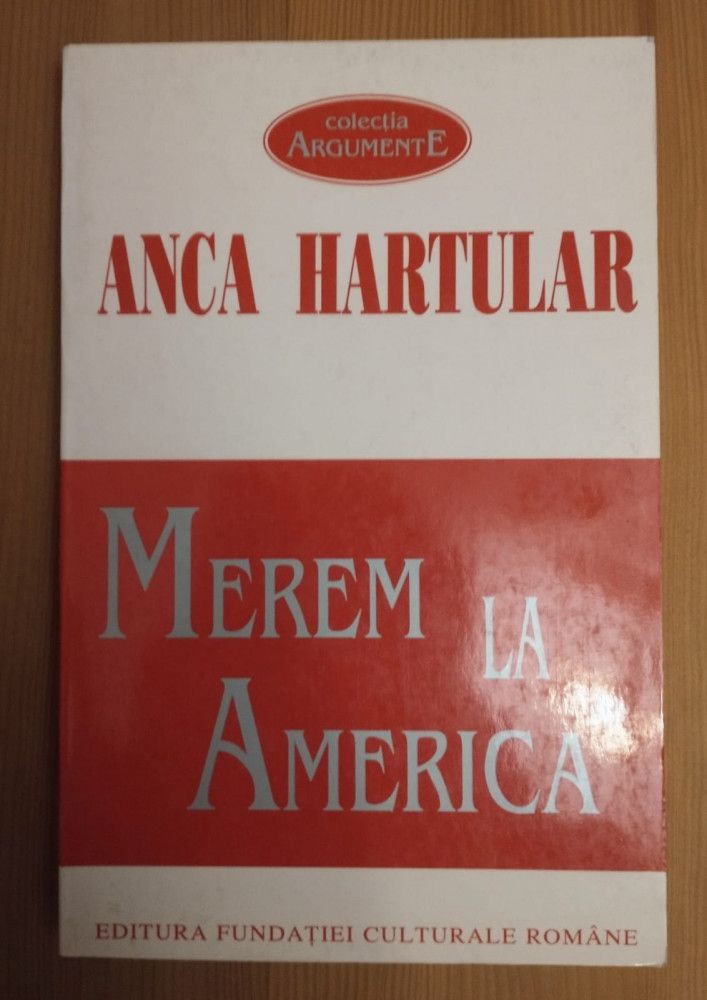 colecția
ARGUMENTE
ANCA HARTULAR
MEREM LA
AMERICA
EDITURA FUNDAȚIEI CULTURALE ROMÂNE